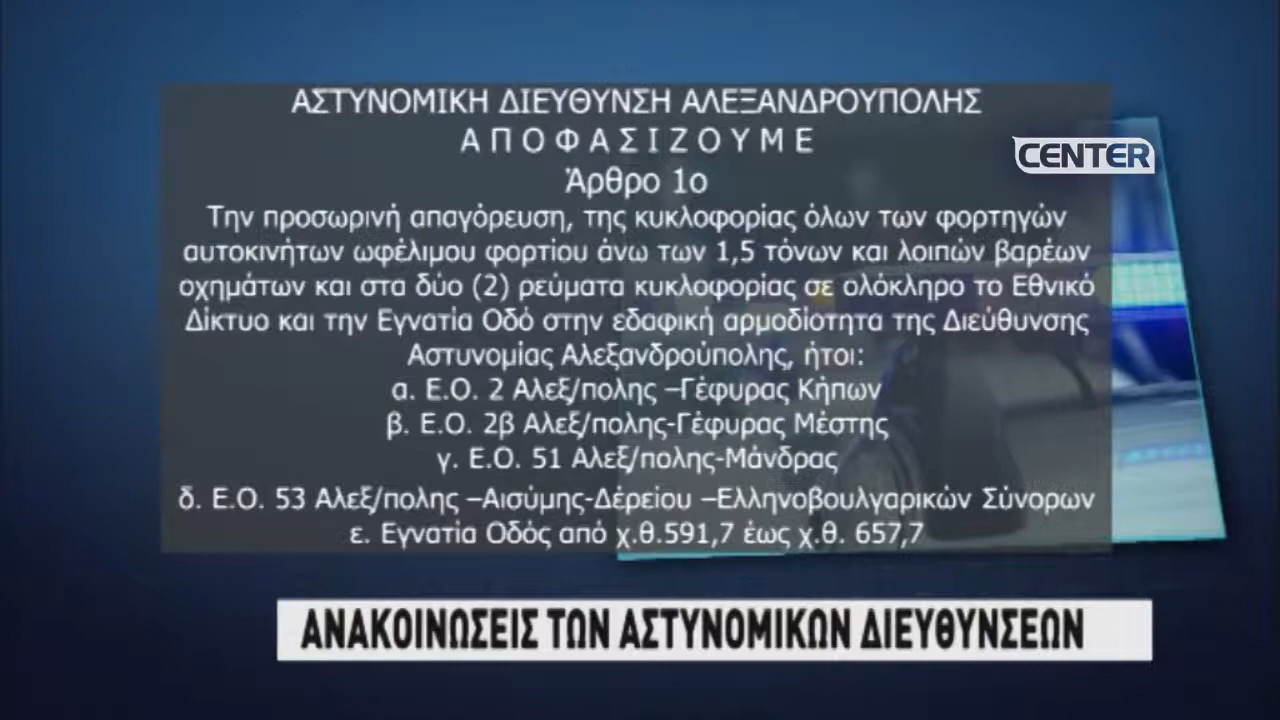 ΑΣΤΥΝΟΜΙΚΗ ΔΙΕΥΘΥΝΣΗ ΑΛΕΞΑΝΔΡΟΥΠΟΛΗΣ
Α Π Ο Φ Α Σ Ι Ζ Ο Υ Μ Ε
CENTER
Άρθρο 1ο
Την προσωρινή απαγόρευση, της κυκλοφορίας όλων των φορτηγών
αυτοκινήτων ωφέλιμου φορτίου άνω των 1,5 τόνων και λοιπών βαρέων
οχημάτων και στα δύο (2) ρεύματα κυκλοφορίας σε ολόκληρο το Εθνικό
Δίκτυο και την Εγνατία Οδό στην εδαφική αρμοδίοτητα της Διεύθυνσης
Αστυνομίας Αλεξανδρούπολης, ήτοι:
α. Ε.Ο. 2 Αλεξ/πολης –Γέφυρας Κήπων
β. Ε.Ο. 2β Αλεξ/πολης-Γέφυρας Μέστης
γ. Ε.Ο. 51 Αλεξ/πολης-Μάνδρας
δ. Ε.Ο. 53 Αλεξ/πολης –Αισύμης-Δέρείου –Ελληνοβουλγαρικών Σύνορων
ε. Εγνατία Οδός από χ.θ.591,7 έως χ.θ. 657,7
ΑΝΑΚΟΙΝΩΣΕΙΣ ΤΩΝ ΑΣΤΥΝΟΜΙΚΩΝ ΔΙΕΥΘΥΝΣΕΩΝ